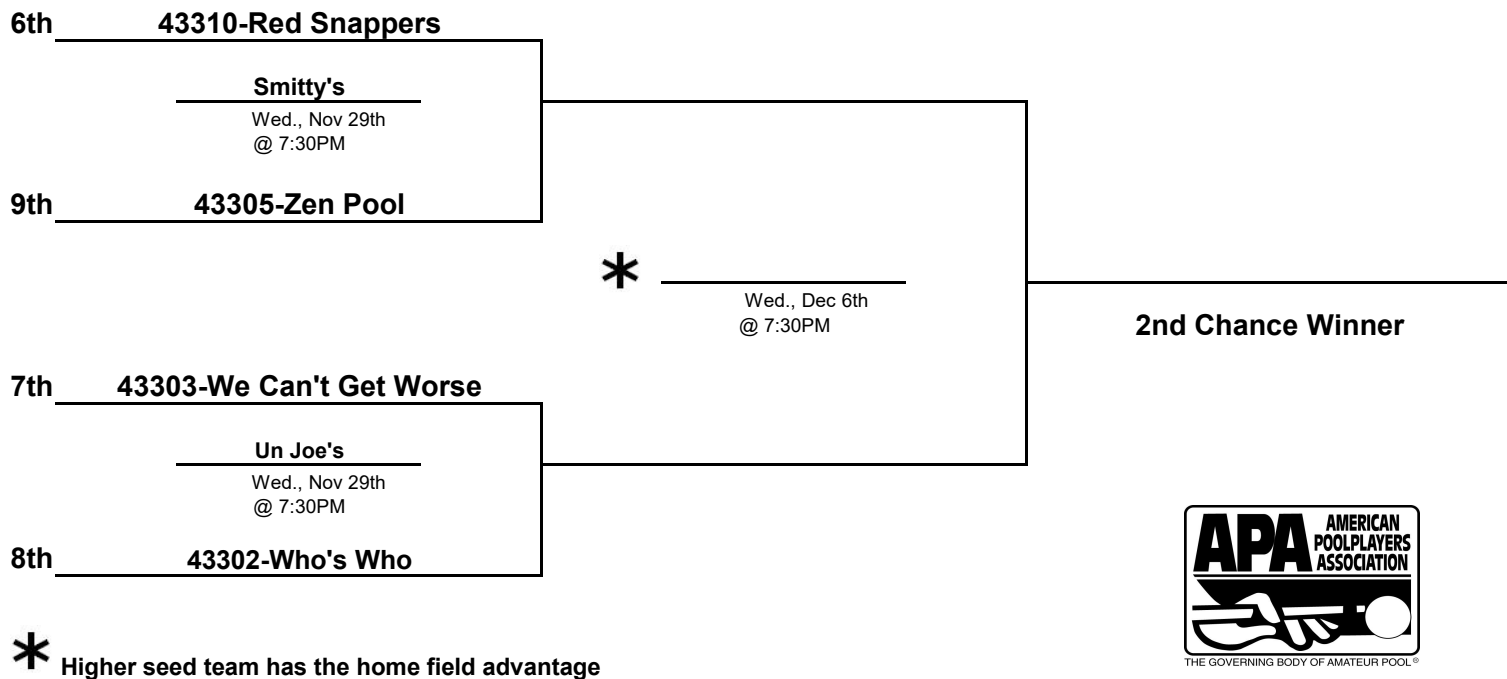 6th 43310-Red Snappers
Smitty's
Wed., Nov 29th
@ 7:30PM
9th 43305-Zen Pool
* Wed., Dec 6th
@ 7:30PM
2nd Chance Winner
7th 43303-We Can't Get Worse
Un Joe's
Wed., Nov 29th
@ 7:30PM
8th 43302-Who's Who
* Higher seed team has the home field advantage
APA AMERICAN
POOLPLAYERS
ASSOCIATION
THE GOVERNING BODY OF AMATEUR POOL®